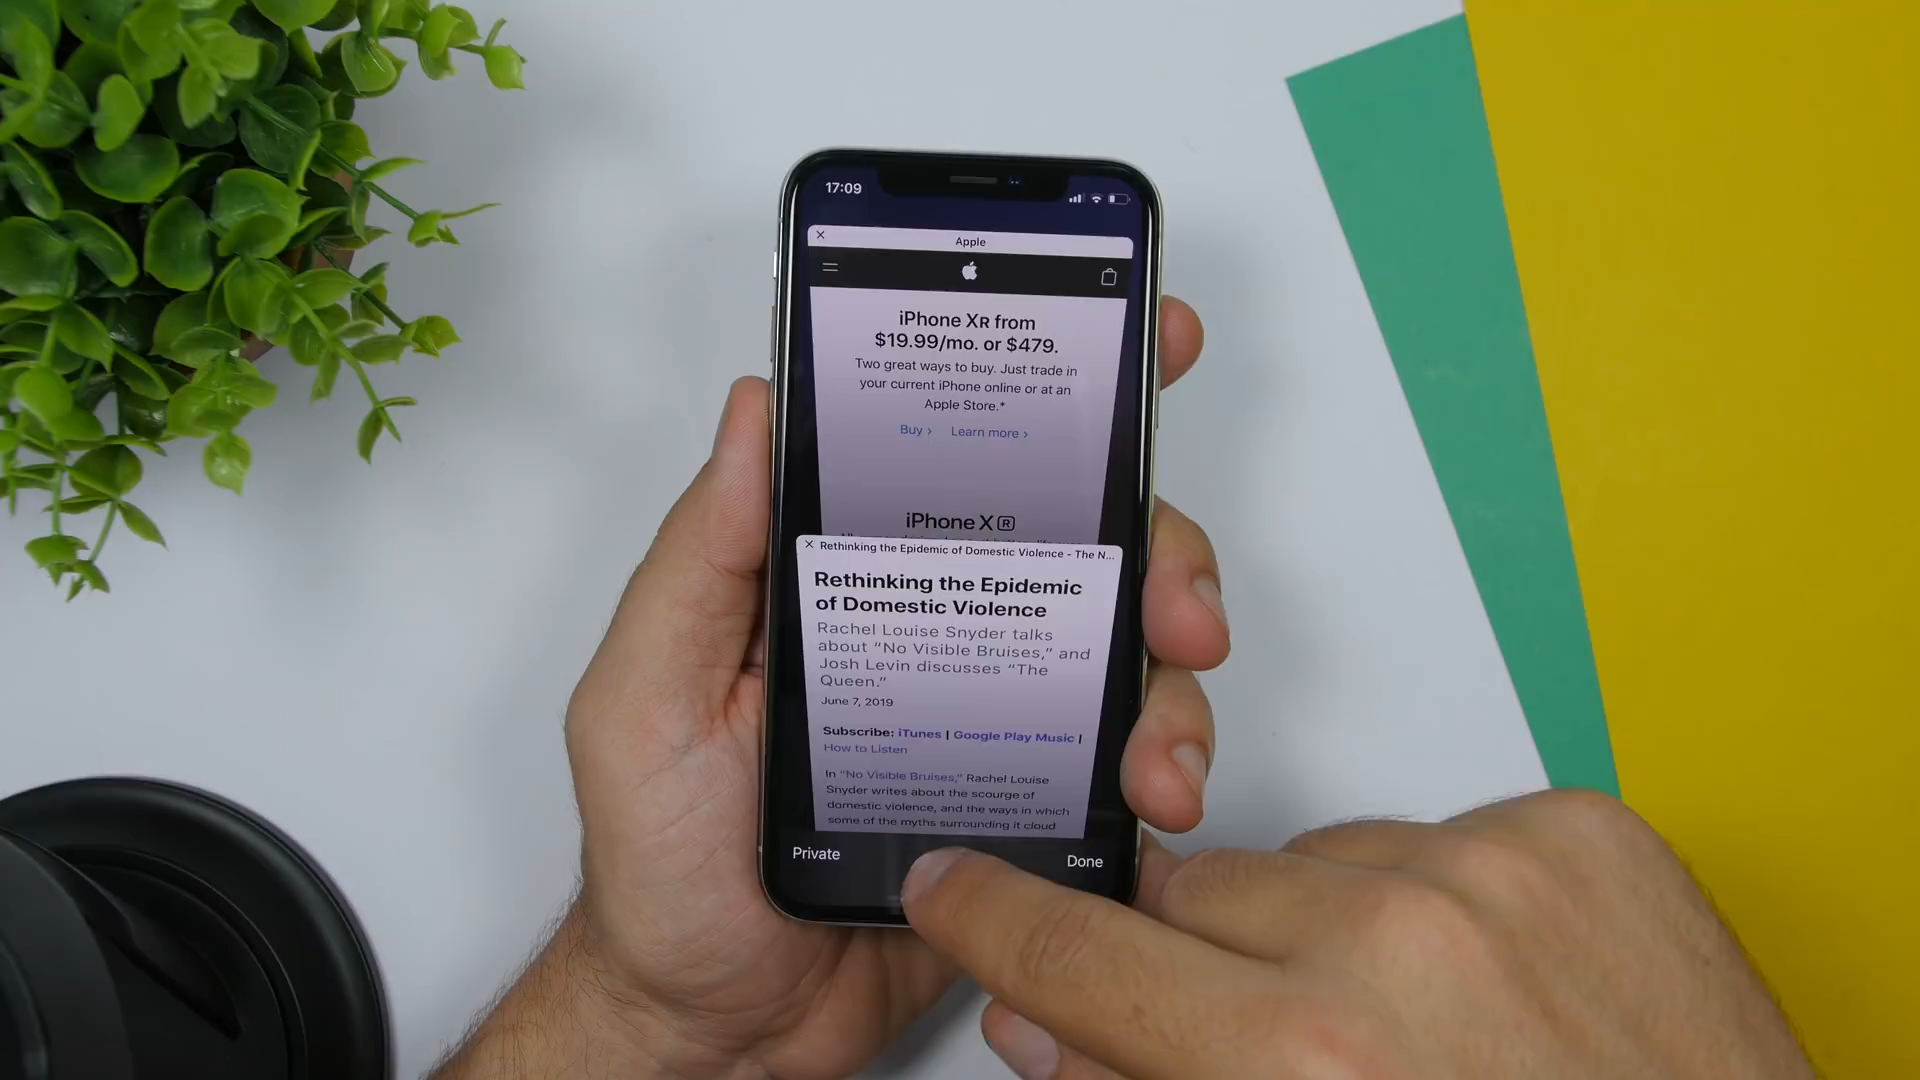 17:09
Apple
iPhone XR from
$19.99/mo. or $479.
Two great ways to buy. Just trade in
your current iPhone online or at an
Apple Store.*
Buy > Learn more >
iPhone XR
Rethinking the Epidemic of Domestic Violence - The N...
Rethinking the Epidemic
of Domestic Violence
Rachel Louise Snyder talks
about “No Visible Bruises,” and
Josh Levin discusses “The
Queen.”
June 7, 2019
Subscribe: iTunes | Google Play Music |
How to Listen
In “No Visible Bruises,” Rachel Louise
Snyder writes about the scourge of
domestic violence, and the ways in which
some of the myths surrounding it cloud
Private Done